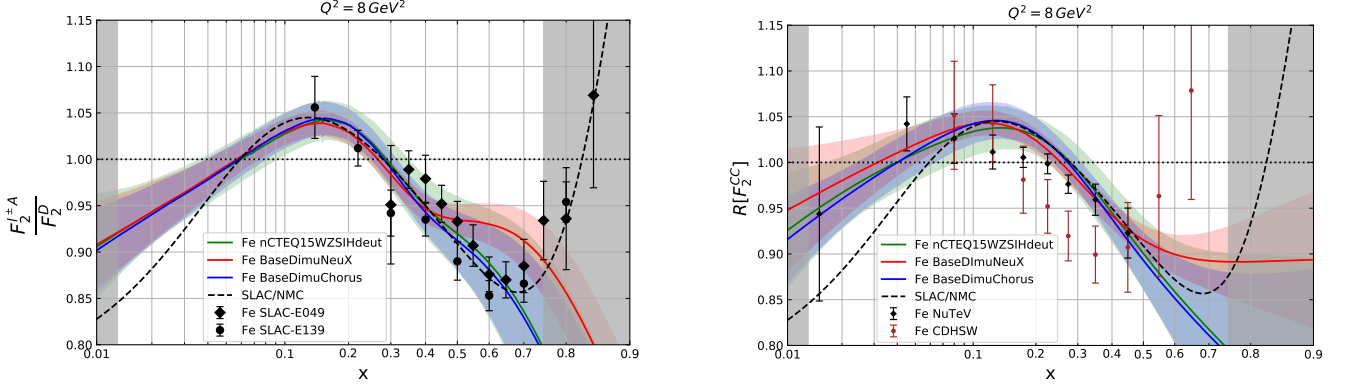 Q² = 8 GeV²
1.15
1.10
1.05
1.00
0.95
0.90
0.85
0.80
F₂^{±A}
F₂^D
Fe nCTEQ15WZSIHdeut
Fe BaseDimuNeuX
Fe BaseDimuChorus
SLAC/NMC
Fe SLAC-E049
Fe SLAC-E139
0.01 0.1 0.2 0.3 0.4 0.5 0.6 0.7 0.8 0.9
x
Q² = 8 GeV²
1.15
1.10
1.05
1.00
0.95
0.90
0.85
0.80
R[F₂^{CC}]
Fe nCTEQ15WZSIHdeut
Fe BaseDImuNeuX
Fe BaseDimuChorus
SLAC/NMC
Fe NuTeV
Fe CDHSW
0.01 0.1 0.2 0.3 0.4 0.5 0.6 0.7 0.8 0.9
x